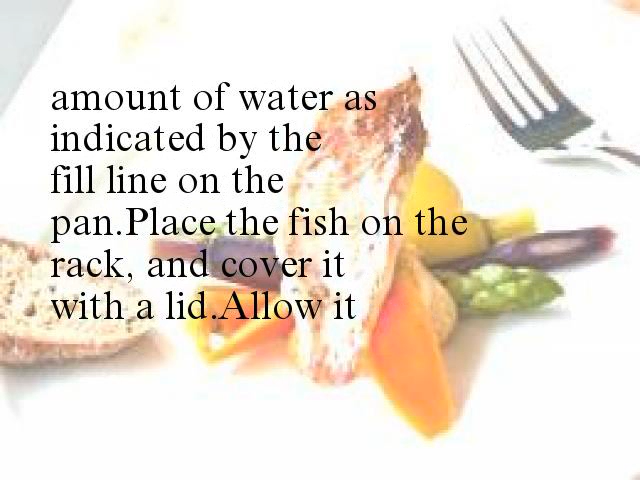 amount of water as
indicated by the
fill line on the
pan.Place the fish on the
rack, and cover it
with a lid.Allow it